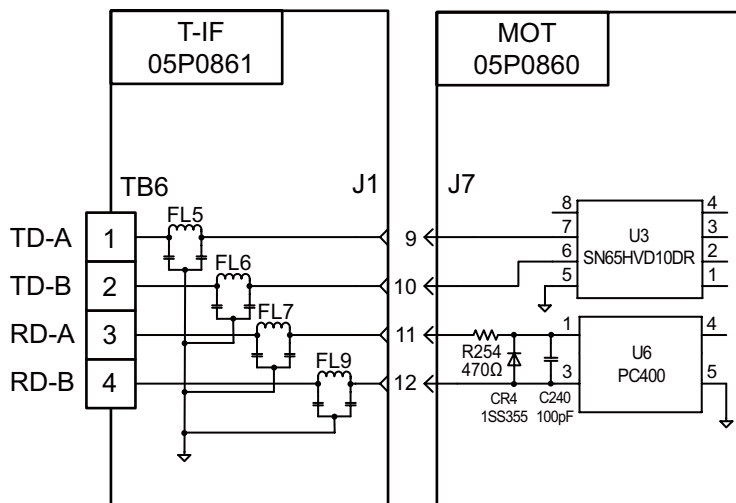 T-IF
05P0861
MOT
05P0860
TB6
J1
J7
TD-A
1
FL5
9
8
7
6
5
U3
SN65HVD10DR
4
3
2
1
TD-B
2
FL6
10
RD-A
3
FL7
11
R254
470Ω
1
3
U6
PC400
4
5
RD-B
4
FL9
12
CR4
1SS355
C240
100pF